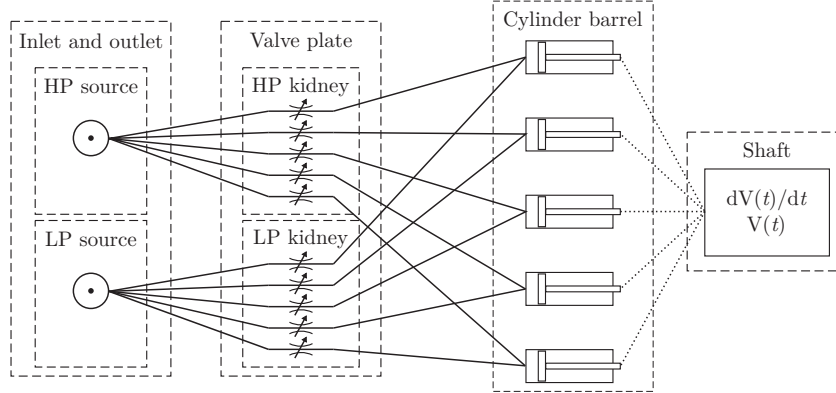 Inlet and outlet
HP source
LP source
Valve plate
HP kidney
LP kidney
Cylinder barrel
Shaft
dV(t)/dt
V(t)